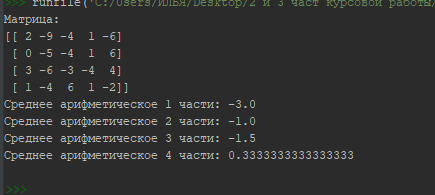 >>> runfile('C:/Users/ИЛЬЯ/Desktop/2 и 3 част курсовой работы/
Матрица:
[[ 2 -9 -4  1 -6]
 [ 0 -5 -4  1  6]
 [ 3 -6 -3 -4  4]
 [ 1 -4  6  1 -2]]
Среднее арифметическое 1 части: -3.0
Среднее арифметическое 2 части: -1.0
Среднее арифметическое 3 части: -1.5
Среднее арифметическое 4 части: 0.3333333333333333
>>>